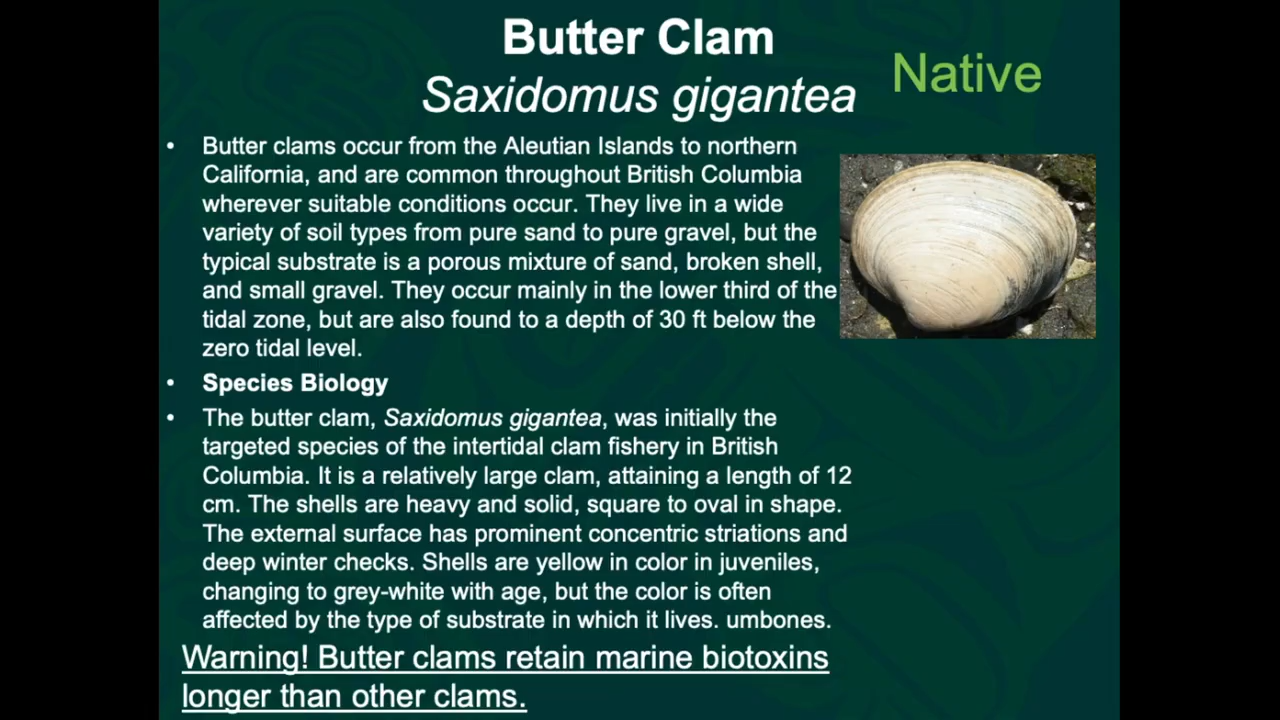 Butter Clam
Saxidomus gigantea
Native
• Butter clams occur from the Aleutian Islands to northern
California, and are common throughout British Columbia
wherever suitable conditions occur. They live in a wide
variety of soil types from pure sand to pure gravel, but the
typical substrate is a porous mixture of sand, broken shell,
and small gravel. They occur mainly in the lower third of the
tidal zone, but are also found to a depth of 30 ft below the
zero tidal level.
• Species Biology
• The butter clam, Saxidomus gigantea, was initially the
targeted species of the intertidal clam fishery in British
Columbia. It is a relatively large clam, attaining a length of 12
cm. The shells are heavy and solid, square to oval in shape.
The external surface has prominent concentric striations and
deep winter checks. Shells are yellow in color in juveniles,
changing to grey-white with age, but the color is often
affected by the type of substrate in which it lives. umbones.
Warning! Butter clams retain marine biotoxins
longer than other clams.